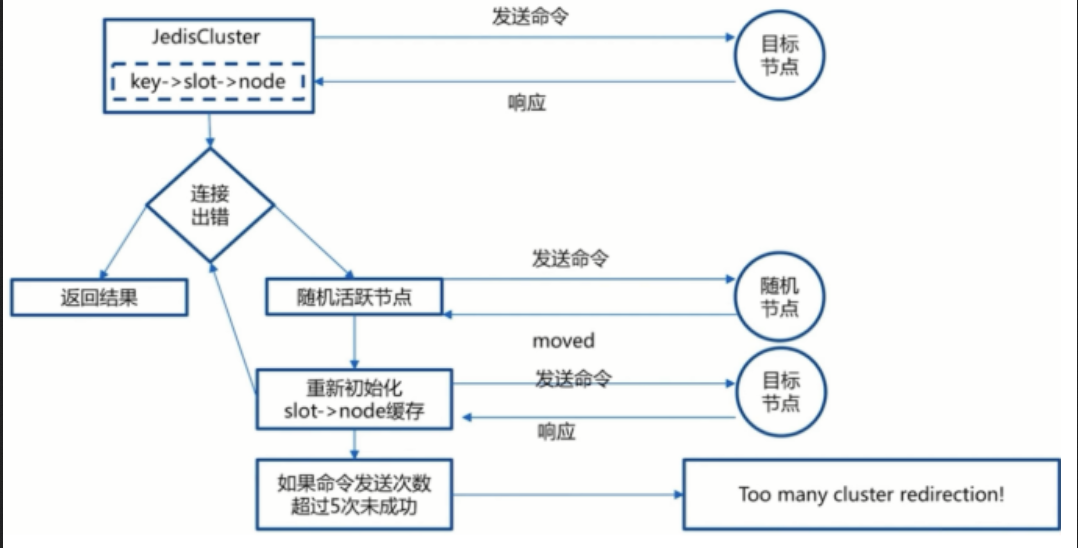 发送命令
JedisCluster
key->slot->node
目标
节点
响应
连接
出错
返回结果
随机活跃节点
发送命令
随机
节点
moved
重新初始化
slot->node缓存
发送命令
目标
节点
响应
如果命令发送次数
超过5次未成功
Too many cluster redirection!